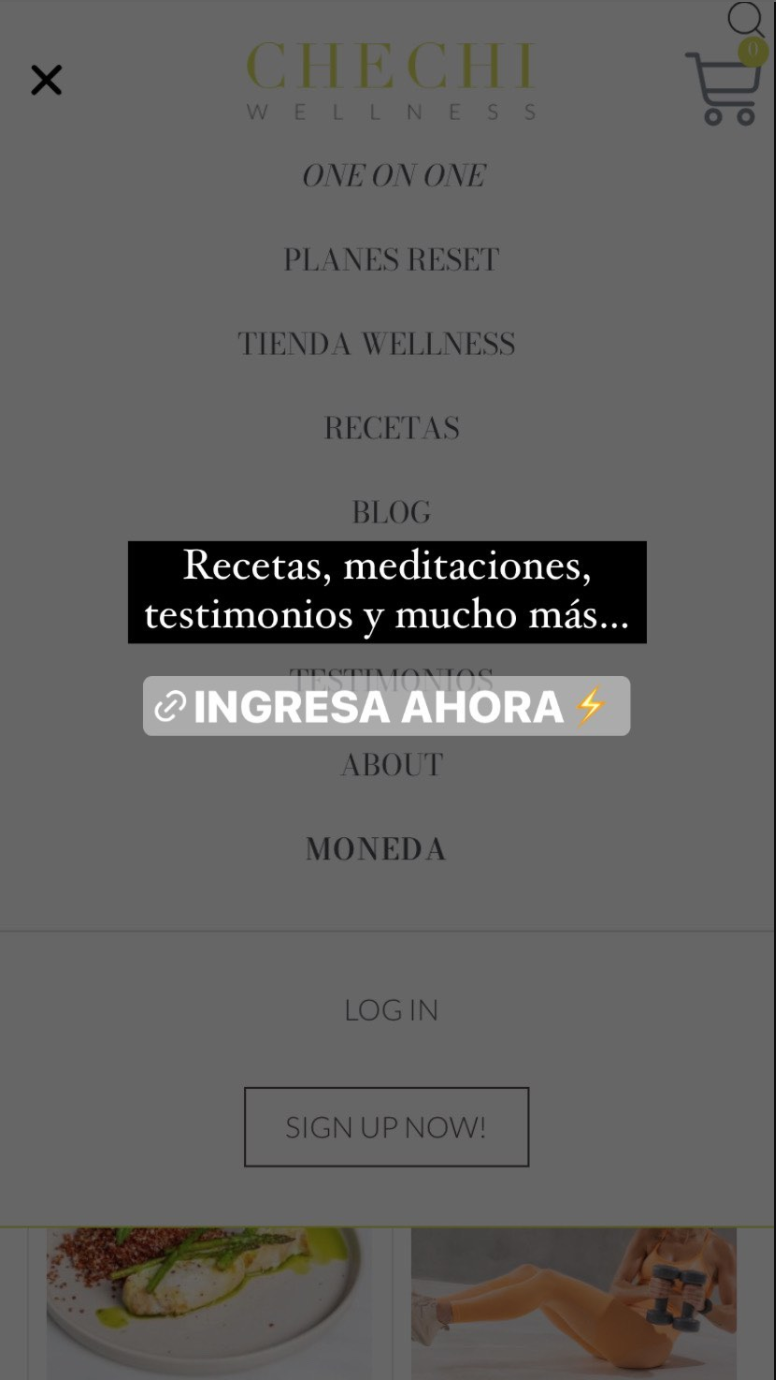 0
CHECHI
WELLNESS
ONE ON ONE
PLANES RESET
TIENDA WELLNESS
RECETAS
BLOG
Recetas, meditaciones,
testimonios y mucho más...
TESTIMONIOS
INGRESA AHORA⚡
ABOUT
MONEDA
LOG IN
SIGN UP NOW!